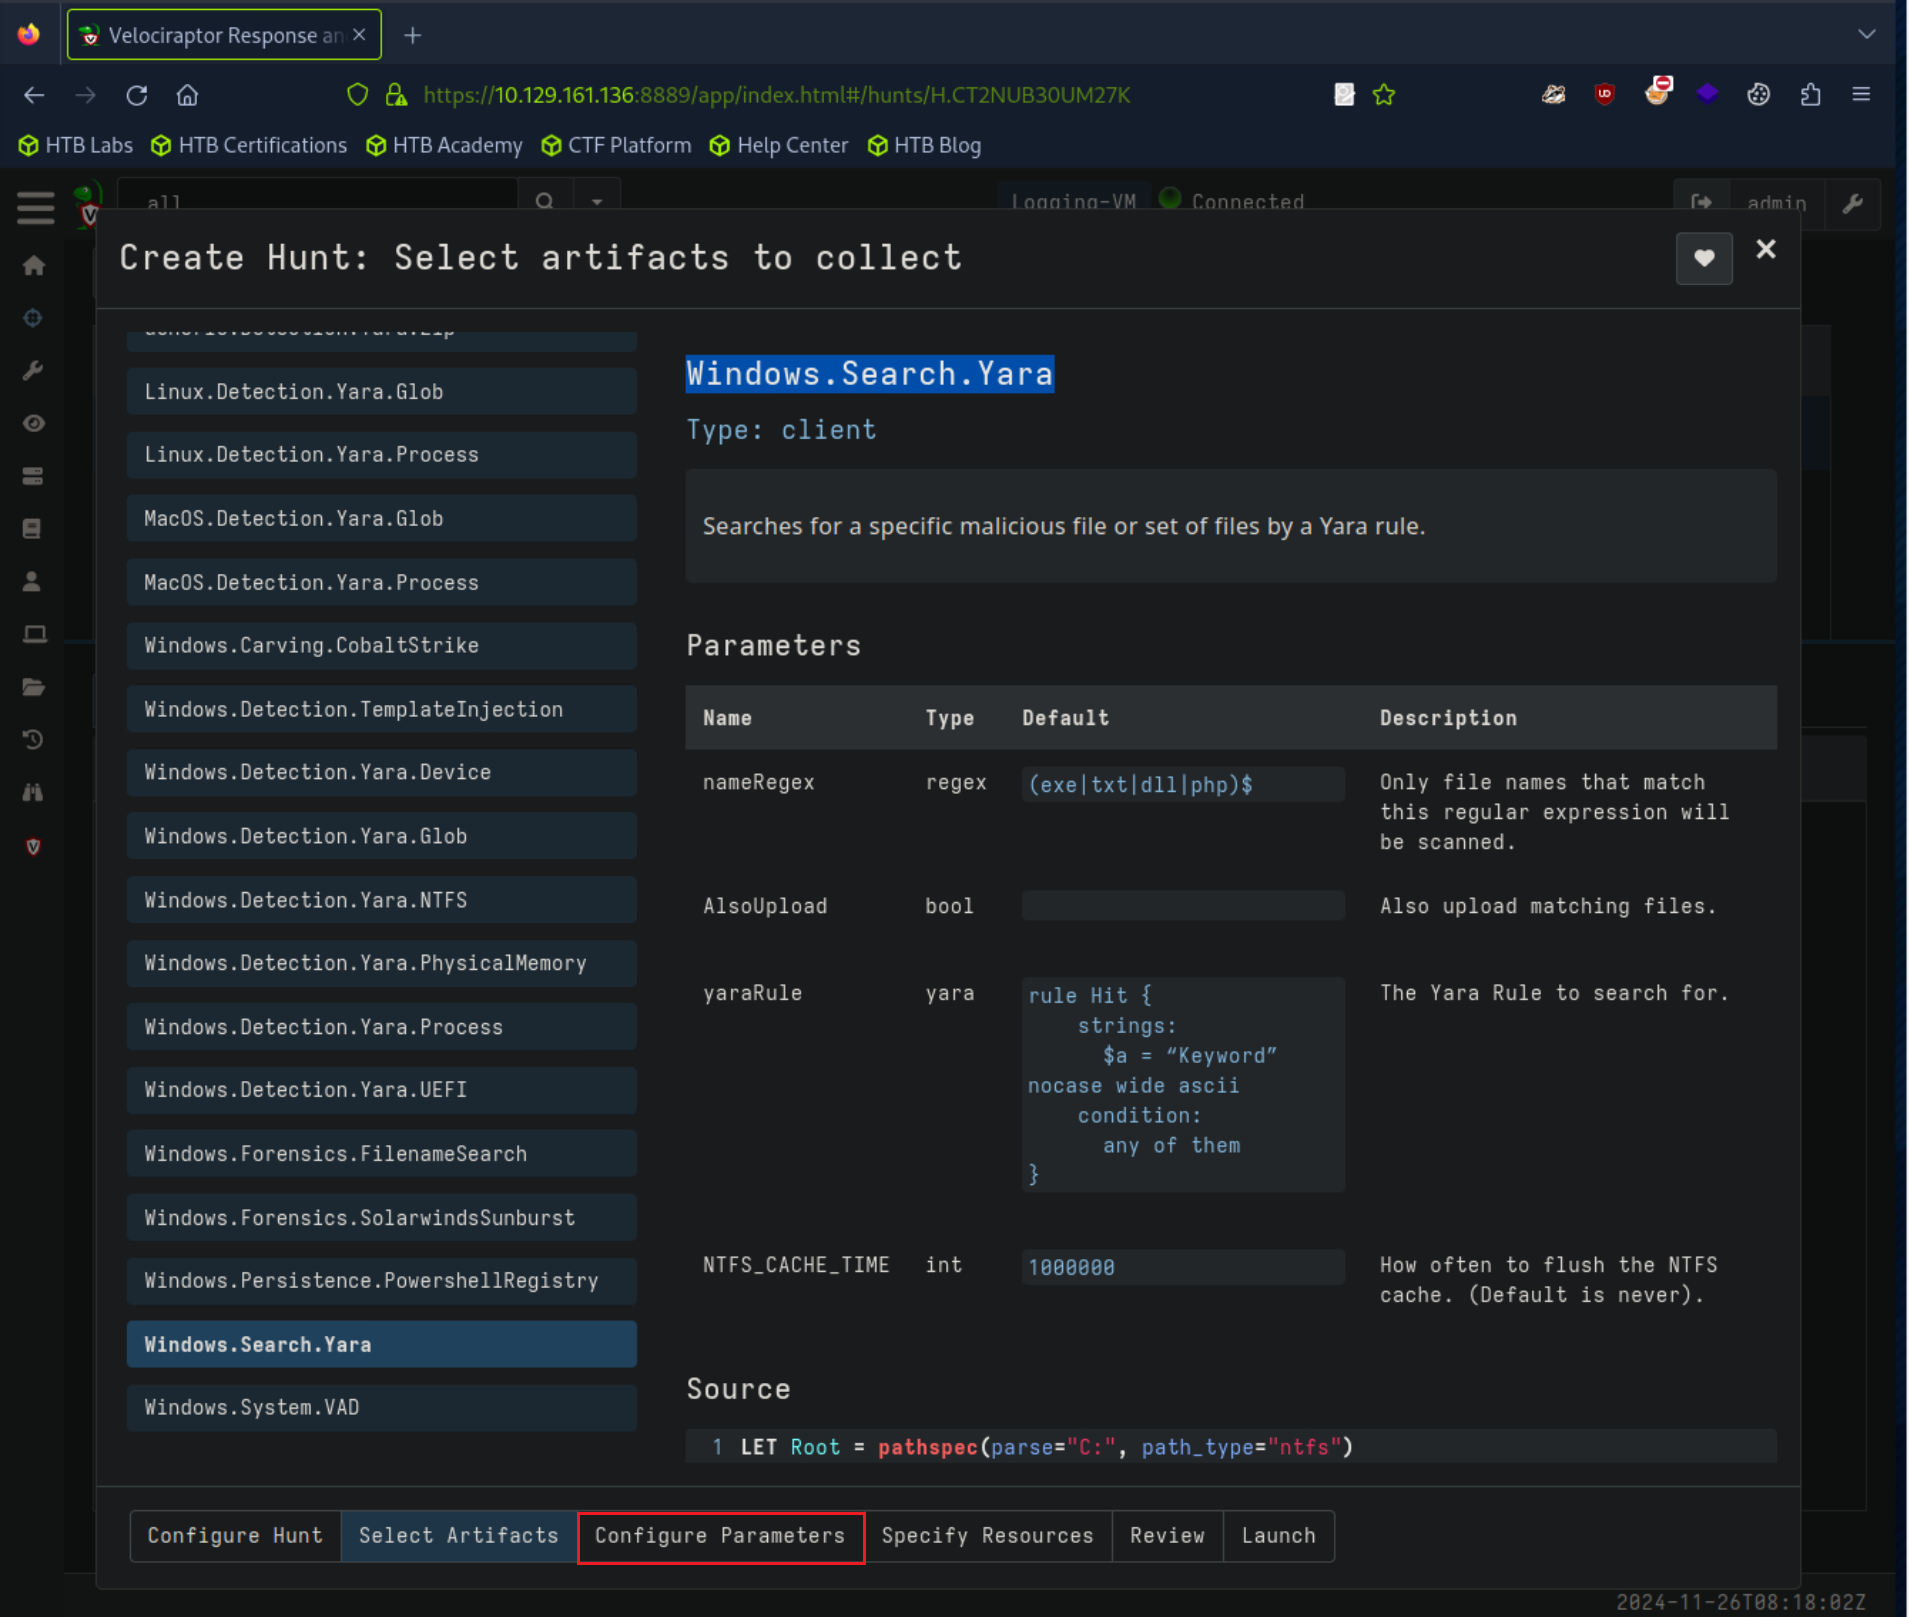 Velociraptor Response an
https://10.129.161.136:8889/app/index.html#/hunts/H.CT2NUB30UM27K
HTB Labs HTB Certifications HTB Academy CTF Platform Help Center HTB Blog
all Logging-VM Connected admin
Create Hunt: Select artifacts to collect
Generic.Detection.Yara.Zip
Linux.Detection.Yara.Glob
Linux.Detection.Yara.Process
MacOS.Detection.Yara.Glob
MacOS.Detection.Yara.Process
Windows.Carving.CobaltStrike
Windows.Detection.TemplateInjection
Windows.Detection.Yara.Device
Windows.Detection.Yara.Glob
Windows.Detection.Yara.NTFS
Windows.Detection.Yara.PhysicalMemory
Windows.Detection.Yara.Process
Windows.Detection.Yara.UEFI
Windows.Forensics.FilenameSearch
Windows.Forensics.SolarwindsSunburst
Windows.Persistence.PowershellRegistry
Windows.Search.Yara
Windows.System.VAD
Windows.Search.Yara
Type: client
Searches for a specific malicious file or set of files by a Yara rule.
Parameters
Name Type Default Description
nameRegex regex (exe|txt|dll|php)$ Only file names that match
this regular expression will
be scanned.
AlsoUpload bool Also upload matching files.
yaraRule yara rule Hit { The Yara Rule to search for.
strings:
$a = “Keyword”
nocase wide ascii
condition:
any of them
}
NTFS_CACHE_TIME int 1000000 How often to flush the NTFS
cache. (Default is never).
Source
1 LET Root = pathspec(parse="C:", path_type="ntfs")
Configure Hunt Select Artifacts Configure Parameters Specify Resources Review Launch
2024-11-26T08:18:02Z